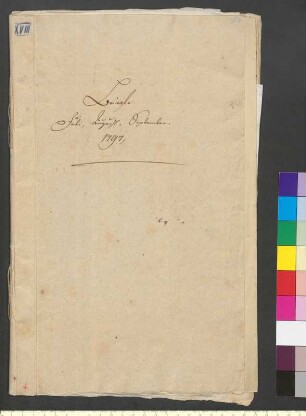 XVIII
Briefe
Juli, August, September.
1797.